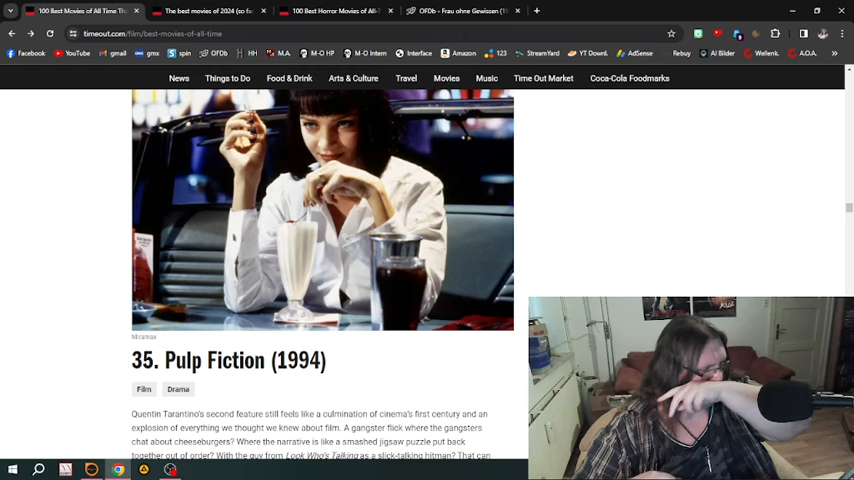 100 Best Movies of All Time Th
The best movies of 2024 (so fa
100 Best Horror Movies of All-T
OFDb - Frau ohne Gewissen (1
timeout.com/film/best-movies-of-all-time
Facebook YouTube gmail gmx spin OFDb HH M.A. M-O HP M-O Intern Interface Amazon 123 StreamYard YT Downl. AdSense Rebuy AI Bilder Wellenk. A.O.A.
News Things to Do Food & Drink Arts & Culture Travel Movies Music Time Out Market Coca-Cola Foodmarks
Miramax
35. Pulp Fiction (1994)
Film Drama
Quentin Tarantino's second feature still feels like a culmination of cinema's first century and an
explosion of everything we thought we knew about film. A gangster flick where the gangsters
chat about cheeseburgers? Where the narrative is like a smashed jigsaw puzzle put back
together out of order? With the guy from Look Who's Talking as a slick-talking hitman? That can